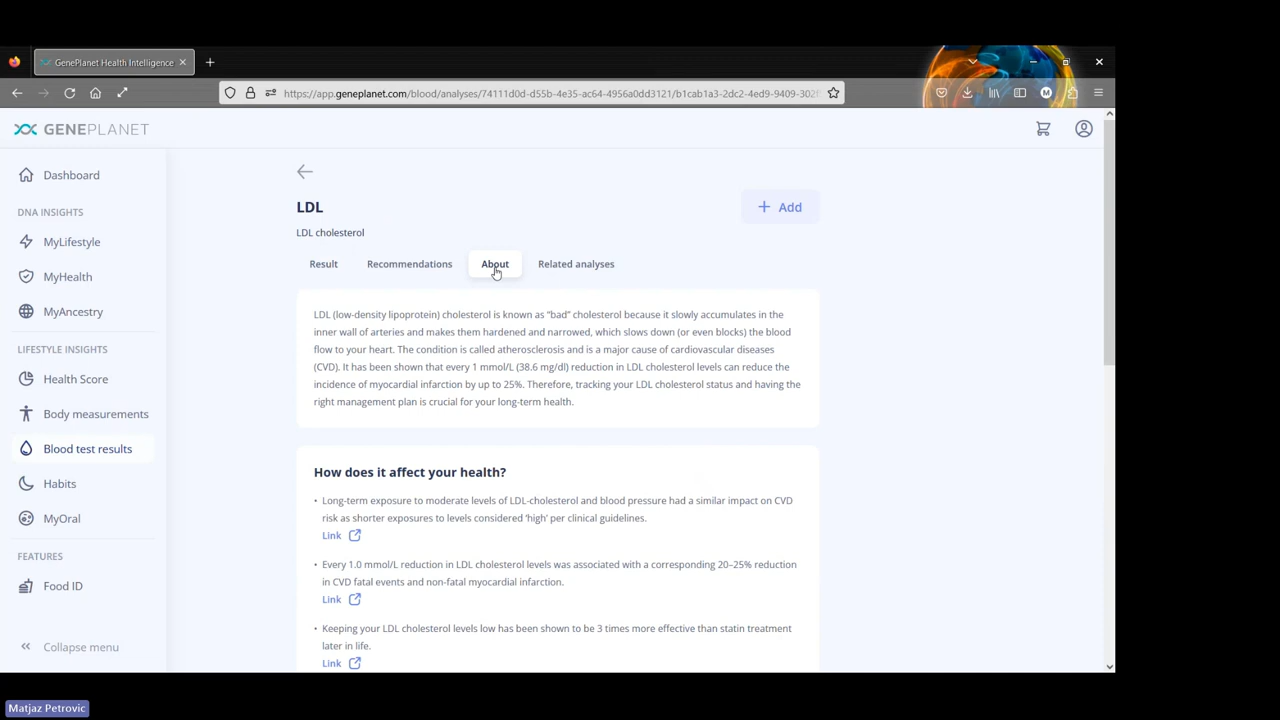 GenePlanet Health Intelligence
https://app.geneplanet.com/blood/analyses/74111d0d-d55b-4e35-ac64-4956a0dd3121/b1cab1a3-2dc2-4ed9-9409-302f
M
GENEPLANET
Dashboard
DNA INSIGHTS
MyLifestyle
MyHealth
MyAncestry
LIFESTYLE INSIGHTS
Health Score
Body measurements
Blood test results
Habits
MyOral
FEATURES
Food ID
Collapse menu
LDL
Add
LDL cholesterol
Result Recommendations About Related analyses
LDL (low-density lipoprotein) cholesterol is known as “bad” cholesterol because it slowly accumulates in the
inner wall of arteries and makes them hardened and narrowed, which slows down (or even blocks) the blood
flow to your heart. The condition is called atherosclerosis and is a major cause of cardiovascular diseases
(CVD). It has been shown that every 1 mmol/L (38.6 mg/dl) reduction in LDL cholesterol levels can reduce the
incidence of myocardial infarction by up to 25%. Therefore, tracking your LDL cholesterol status and having the
right management plan is crucial for your long-term health.
How does it affect your health?
• Long-term exposure to moderate levels of LDL-cholesterol and blood pressure had a similar impact on CVD
risk as shorter exposures to levels considered ‘high’ per clinical guidelines.
Link
• Every 1.0 mmol/L reduction in LDL cholesterol levels was associated with a corresponding 20–25% reduction
in CVD fatal events and non-fatal myocardial infarction.
Link
• Keeping your LDL cholesterol levels low has been shown to be 3 times more effective than statin treatment
later in life.
Link
Matjaz Petrovic